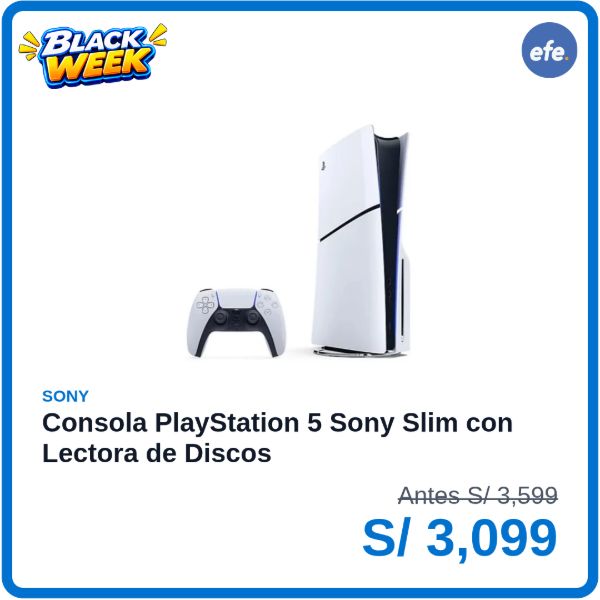 BLACK
WEEK
efe.
SONY
Consola PlayStation 5 Sony Slim con
Lectora de Discos
Antes S/ 3,599
S/ 3,099